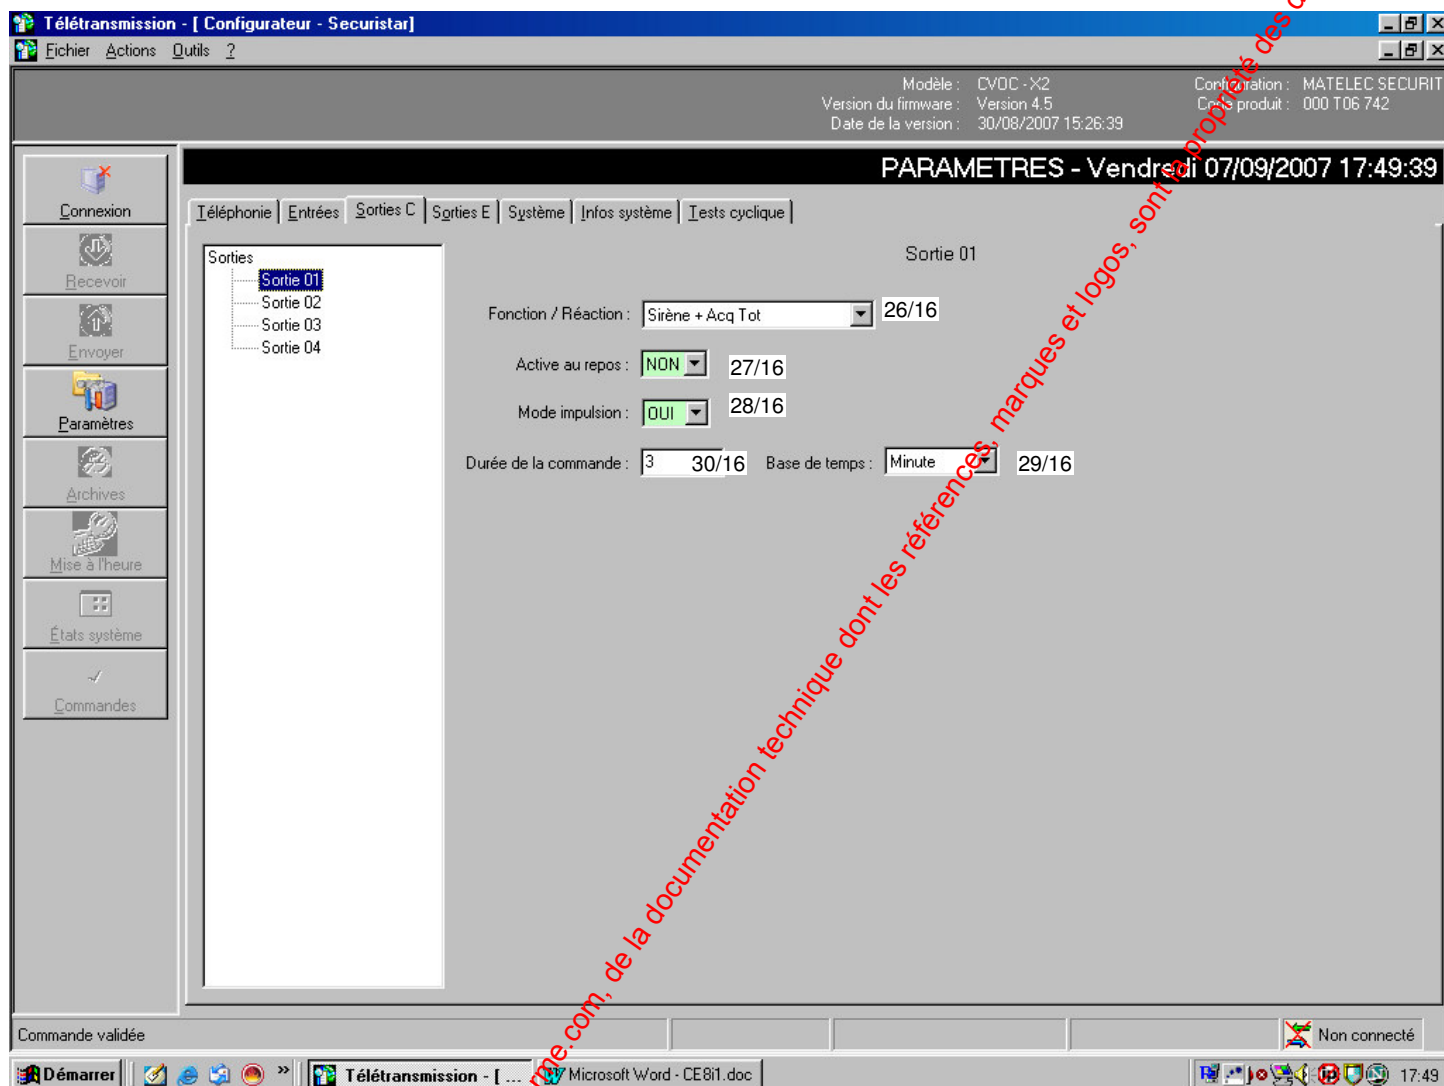 Télétransmission - [ Configurateur - Securistar]
Fichier Actions Outils ?
Modèle : CVOC - X2
Version du firmware : Version 4.5
Date de la version : 30/08/2007 15:26:39
Configuration : MATELEC SECURIT
Code produit : 000 T06 742
PARAMETRES - Vendredi 07/09/2007 17:49:39
Connexion
Recevoir
Envoyer
Paramètres
Archives
Mise à l'heure
États système
Commandes
Téléphonie Entrées Sorties C Sorties E Système Infos système Tests cyclique
Sorties
Sortie 01
Sortie 02
Sortie 03
Sortie 04
Sortie 01
Fonction / Réaction : Sirène + Acq Tot 26/16
Active au repos : NON 27/16
Mode impulsion : OUI 28/16
Durée de la commande : 3 30/16 Base de temps : Minute 29/16
me.com, de la documentation technique dont les références, marques et logos, sont la propriété des
Commande validée
Non connecté
Démarrer » Télétransmission - [ ... Microsoft Word - CE8i1.doc 17:49